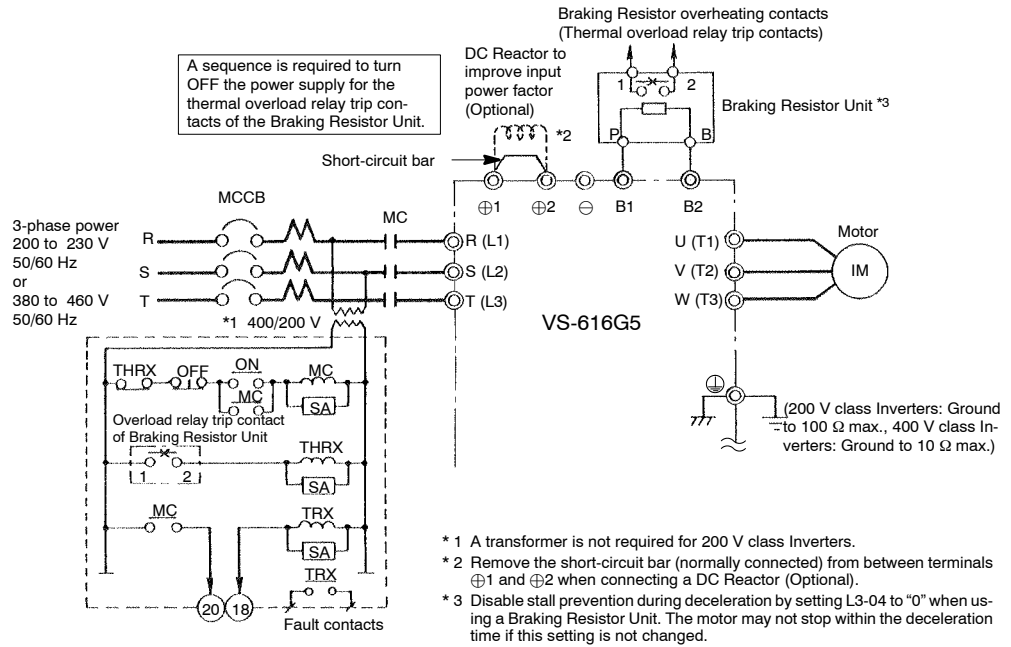 Braking Resistor overheating contacts
(Thermal overload relay trip contacts)
A sequence is required to turn
OFF the power supply for the
thermal overload relay trip con-
tacts of the Braking Resistor Unit.
DC Reactor to
improve input
power factor
(Optional)
*2
1 2
Braking Resistor Unit *3
P B
Short-circuit bar
⊕1 ⊕2 ⊖ B1 B2
MCCB
MC
3-phase power
200 to 230 V
50/60 Hz
or
380 to 460 V
50/60 Hz
R
S
T
R (L1)
S (L2)
T (L3)
U (T1)
V (T2)
W (T3)
Motor
IM
VS-616G5
*1 400/200 V
THRX OFF ON MC
MC SA
Overload relay trip contact
of Braking Resistor Unit
1 2
THRX
SA
MC
TRX
SA
TRX
20 18
Fault contacts
(200 V class Inverters: Ground
to 100 Ω max., 400 V class In-
verters: Ground to 10 Ω max.)
* 1 A transformer is not required for 200 V class Inverters.
* 2 Remove the short-circuit bar (normally connected) from between terminals
⊕1 and ⊕2 when connecting a DC Reactor (Optional).
* 3 Disable stall prevention during deceleration by setting L3-04 to “0” when us-
ing a Braking Resistor Unit. The motor may not stop within the deceleration
time if this setting is not changed.